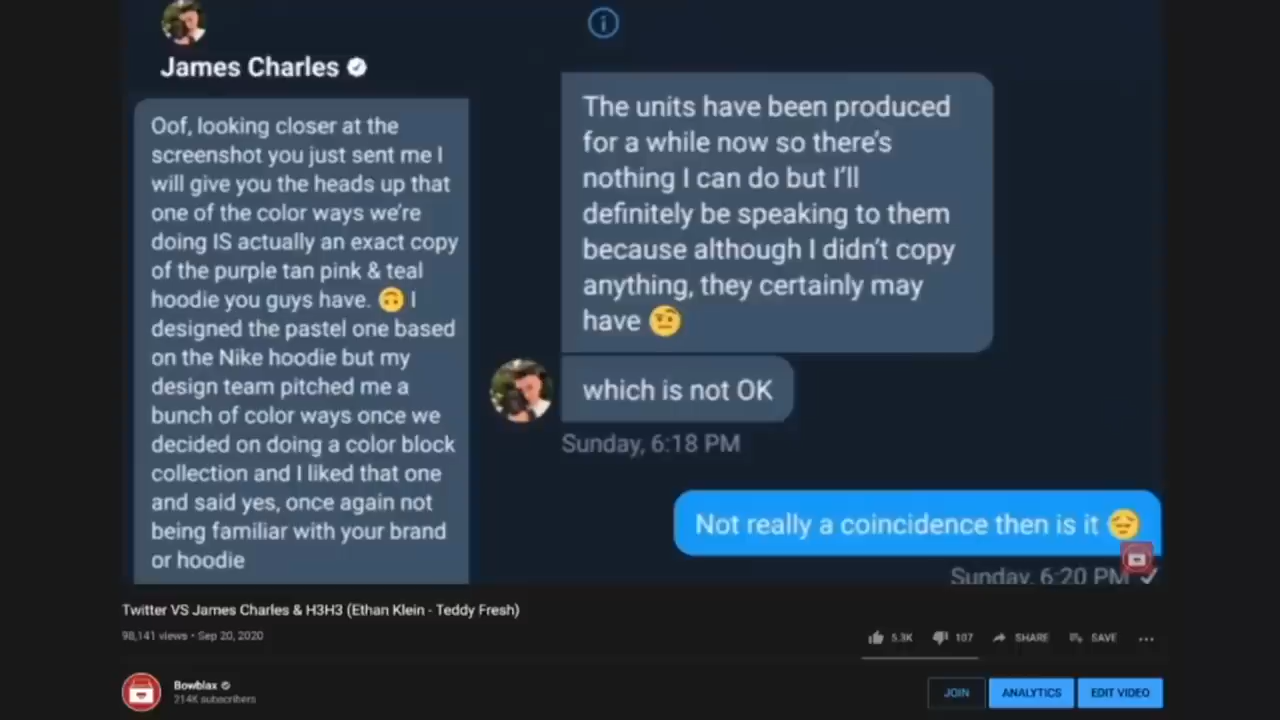 James Charles
Oof, looking closer at the
screenshot you just sent me I
will give you the heads up that
one of the color ways we're
doing IS actually an exact copy
of the purple tan pink & teal
hoodie you guys have. 🙃 I
designed the pastel one based
on the Nike hoodie but my
design team pitched me a
bunch of color ways once we
decided on doing a color block
collection and I liked that one
and said yes, once again not
being familiar with your brand
or hoodie
The units have been produced
for a while now so there's
nothing I can do but I'll
definitely be speaking to them
because although I didn't copy
anything, they certainly may
have 🤨
which is not OK
Sunday, 6:18 PM
Not really a coincidence then is it 😔
Sunday, 6:20 PM
Twitter VS James Charles & H3H3 (Ethan Klein - Teddy Fresh)
98,141 views • Sep 20, 2020
5.3K
107
SHARE
SAVE
Bowblax
214K subscribers
JOIN
ANALYTICS
EDIT VIDEO